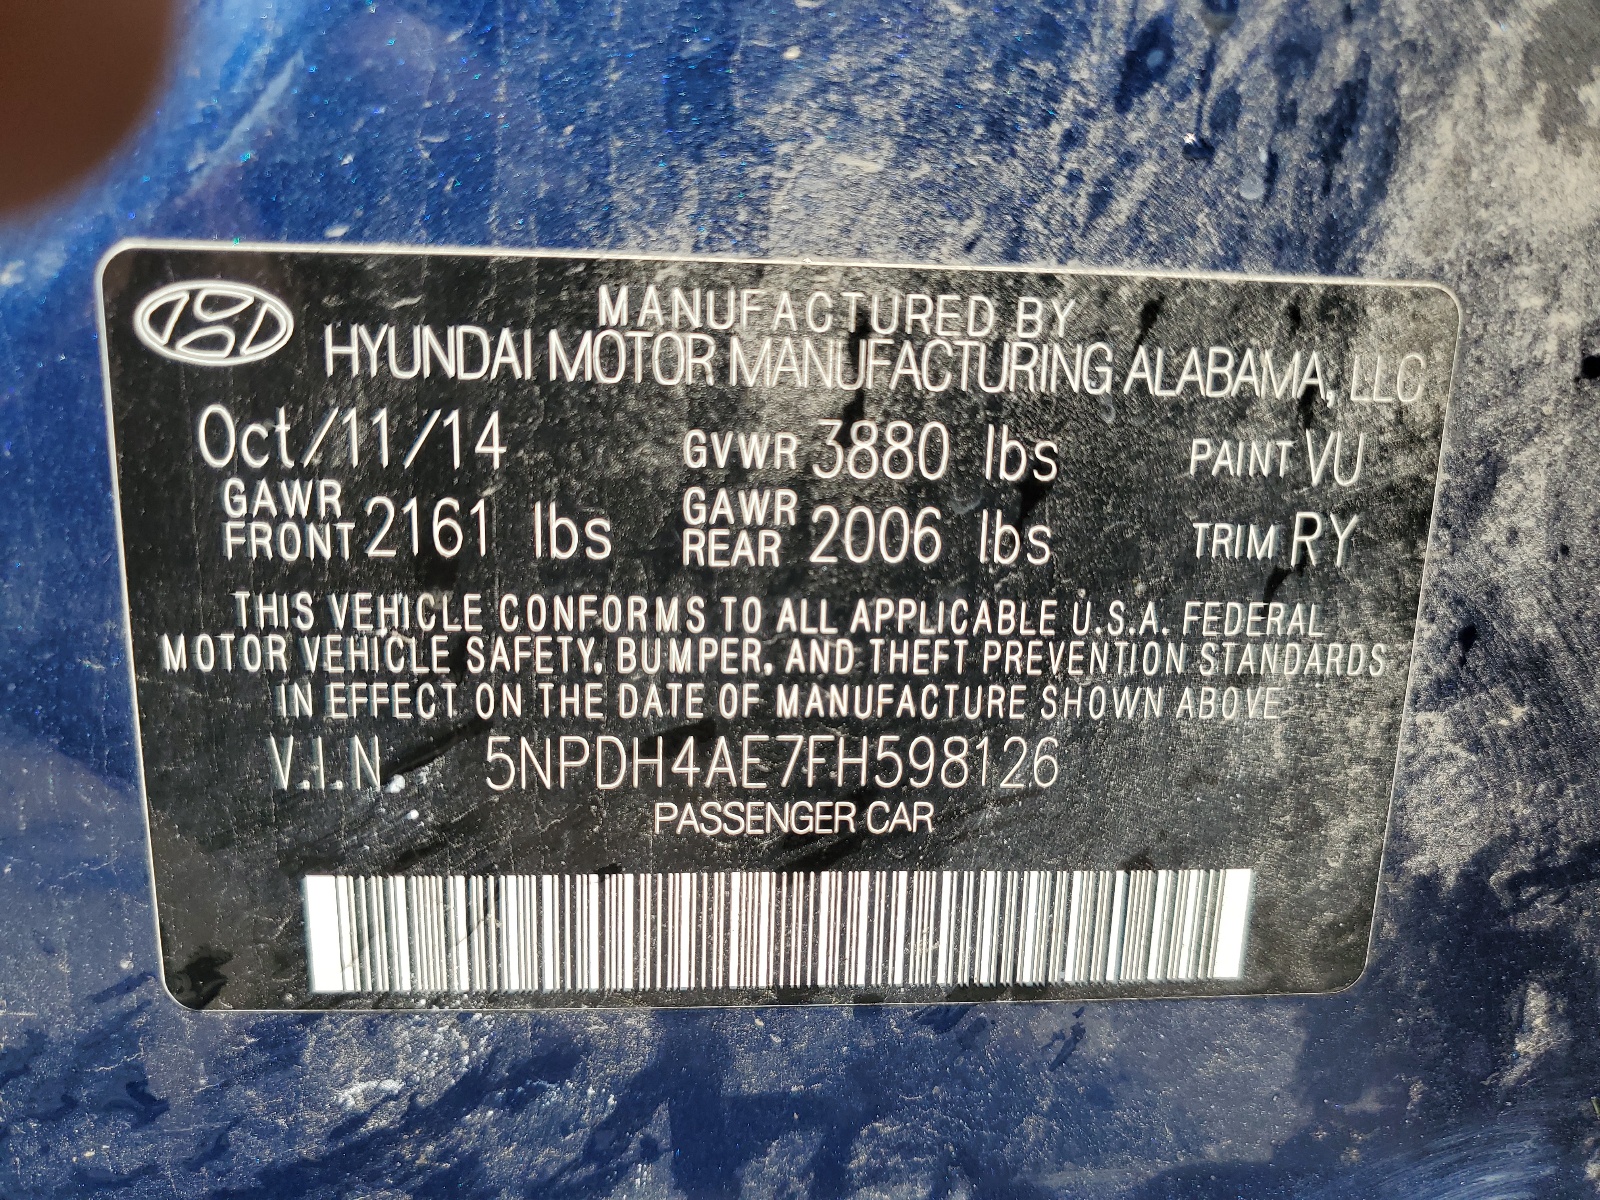 MANUFACTURED BY
HYUNDAI MOTOR MANUFACTURING ALABAMA, LLC
Oct/11/14 GVWR 3880 lbs PAINT VU
GAWR FRONT 2161 lbs GAWR REAR 2006 lbs TRIM RY
THIS VEHICLE CONFORMS TO ALL APPLICABLE U.S.A. FEDERAL
MOTOR VEHICLE SAFETY, BUMPER, AND THEFT PREVENTION STANDARDS
IN EFFECT ON THE DATE OF MANUFACTURE SHOWN ABOVE
V.I.N 5NPDH4AE7FH598126
PASSENGER CAR